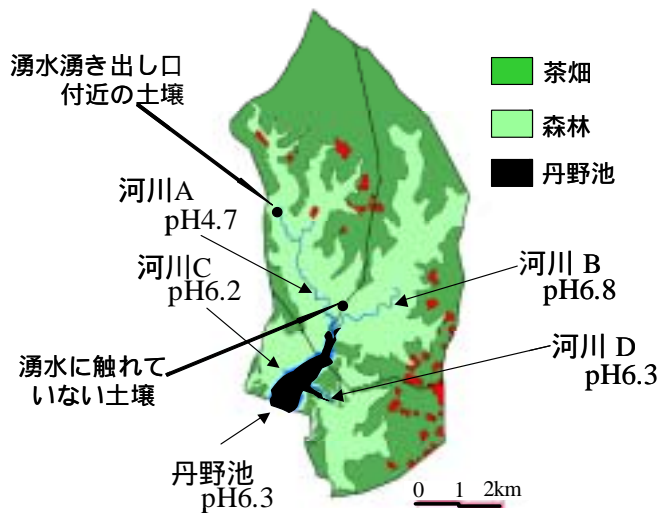 湧水湧き出し口
付近の土壌
河川A
pH4.7
河川C
pH6.2
湧水に触れて
いない土壌
丹野池
pH6.3
茶畑
森林
丹野池
河川 B
pH6.8
河川 D
pH6.3
0 1 2km